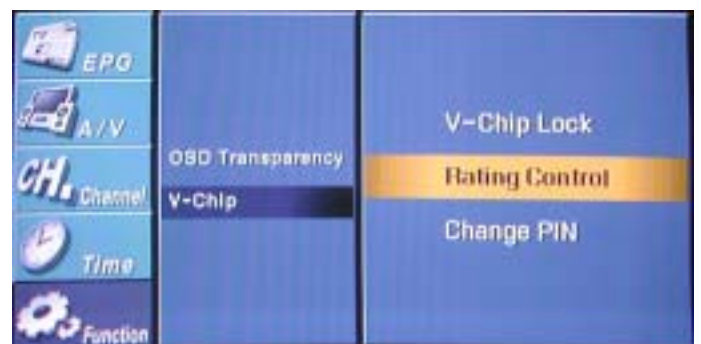 EPG
A/V
CH. Channel
Time
Function
OSD Transparency
V-Chip
V-Chip Lock
Rating Control
Change PIN